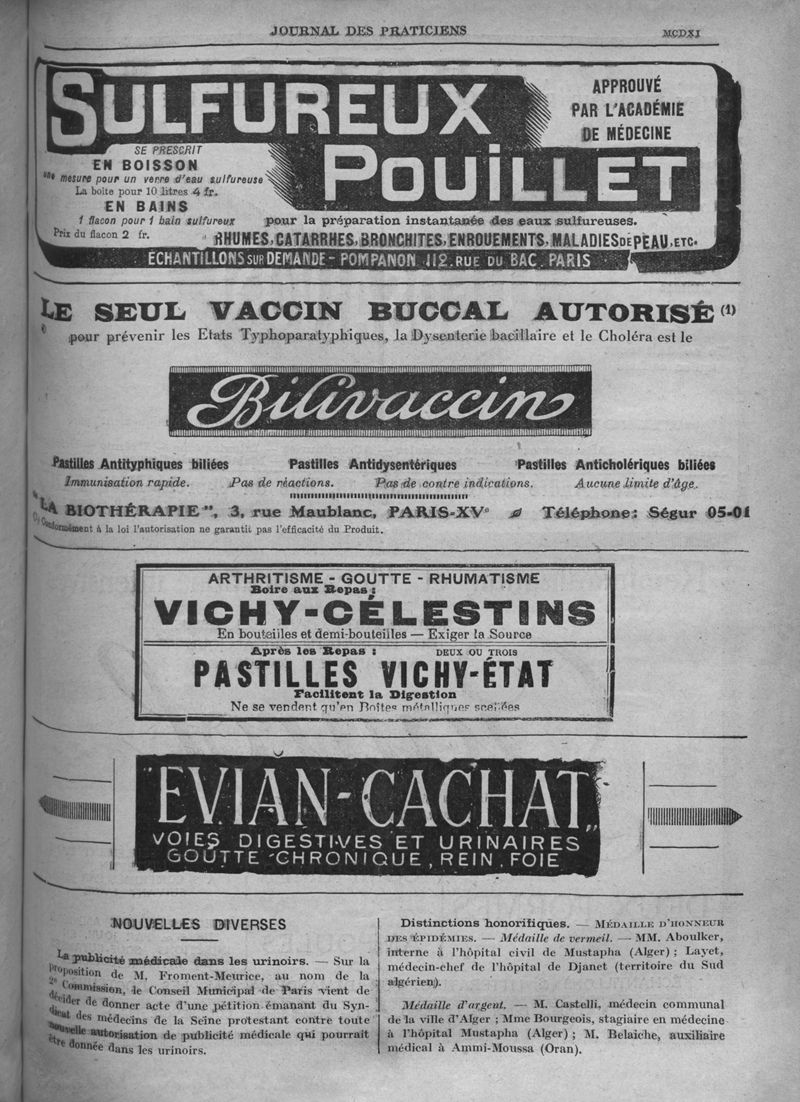 JOURNAL DES PRATICIENS
MCDXI
SULFUREUX
POUILLET
APPROUVÉ
PAR L'ACADÉMIE
DE MÉDECINE
SE PRESCRIT
EN BOISSON
une mesure pour un verre d'eau sulfureuse
La boîte pour 10 litres 4 fr.
EN BAINS
1 flacon pour 1 bain sulfureux
Prix du flacon 2 fr.
pour la préparation instantanée des eaux sulfureuses.
RHUMES, CATARRHES, BRONCHITES, ENROUEMENTS, MALADIES DE PEAU, ETC.
ÉCHANTILLONS SUR DEMANDE - POMPANON 112, RUE DU BAC. PARIS
LE SEUL VACCIN BUCCAL AUTORISÉ (1)
pour prévenir les Etats Typhoparatyphiques, la Dysenterie bacillaire et le Choléra est le
Bilivaccin
Pastilles Antityphiques biliées Pastilles Antidysentériques Pastilles Anticholériques biliées
Immunisation rapide. Pas de réactions. Pas de contre indications. Aucune limite d'âge.
"LA BIOTHÉRAPIE", 3, rue Maublanc, PARIS-XVe Téléphone: Ségur 05-01
(1) Conformément à la loi l'autorisation ne garantit pas l'efficacité du Produit.
ARTHRITISME - GOUTTE - RHUMATISME
Boire aux Repas :
VICHY-CÉLESTINS
En bouteilles et demi-bouteilles — Exiger la Source
Après les Repas : DEUX OU TROIS
PASTILLES VICHY-ÉTAT
Facilitent la Digestion
Ne se vendent qu'en Boîtes métalliques scellées
"EVIAN-CACHAT"
VOIES DIGESTIVES ET URINAIRES
GOUTTE CHRONIQUE, REIN, FOIE
NOUVELLES DIVERSES
La publicité médicale dans les urinoirs. — Sur la
proposition de M. Froment-Meurice, au nom de la
2e Commission, le Conseil Municipal de Paris vient de
décider de donner acte d'une pétition émanant du Syn-
dicat des médecins de la Seine protestant contre toute
nouvelle autorisation de publicité médicale qui pourrait
être donnée dans les urinoirs.
Distinctions honorifiques. — MÉDAILLE D'HONNEUR
DES ÉPIDÉMIES. — Médaille de vermeil. — MM. Aboulker,
interne à l'hôpital civil de Mustapha (Alger) ; Layet,
médecin-chef de l'hôpital de Djanet (territoire du Sud
algérien).
Médaille d'argent. — M. Castelli, médecin communal
de la ville d'Alger ; Mme Bourgeois, stagiaire en médecine
à l'hôpital Mustapha (Alger) ; M. Belaiche, auxiliaire
médical à Ammi-Moussa (Oran).